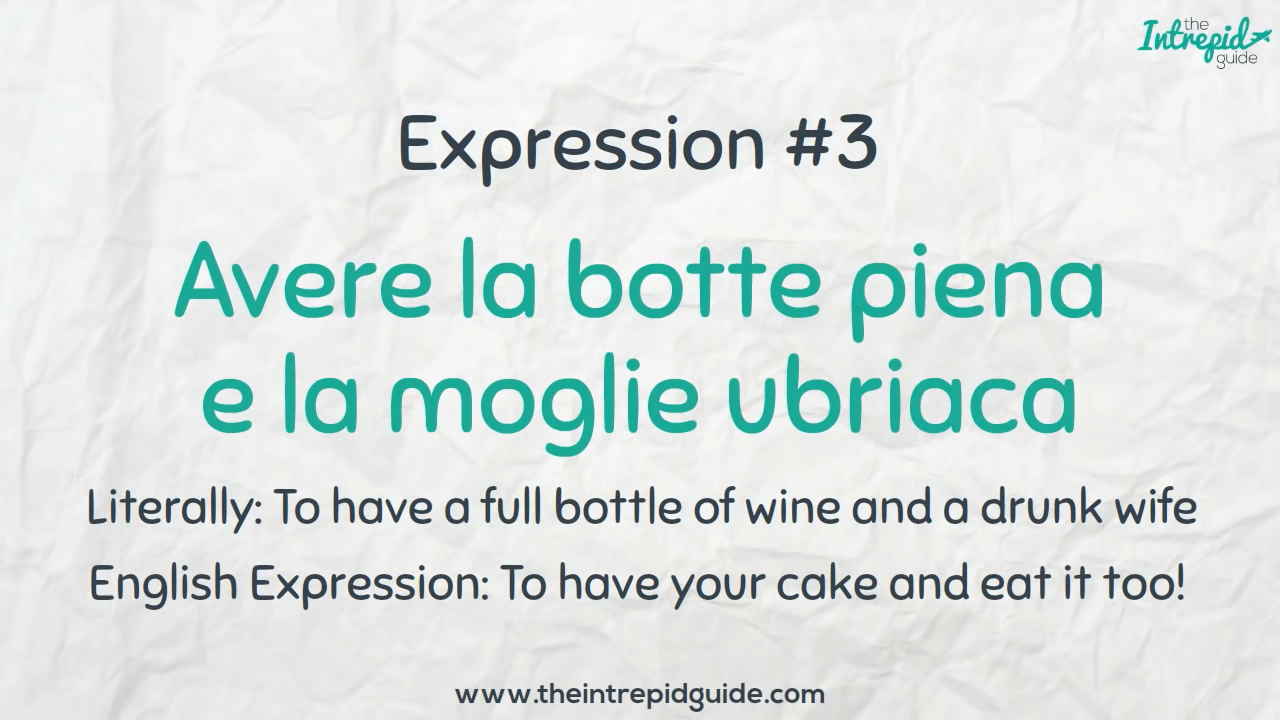 the
Intrepid
guide
Expression #3
Avere la botte piena
e la moglie ubriaca
Literally: To have a full bottle of wine and a drunk wife
English Expression: To have your cake and eat it too!
www.theintrepidguide.com